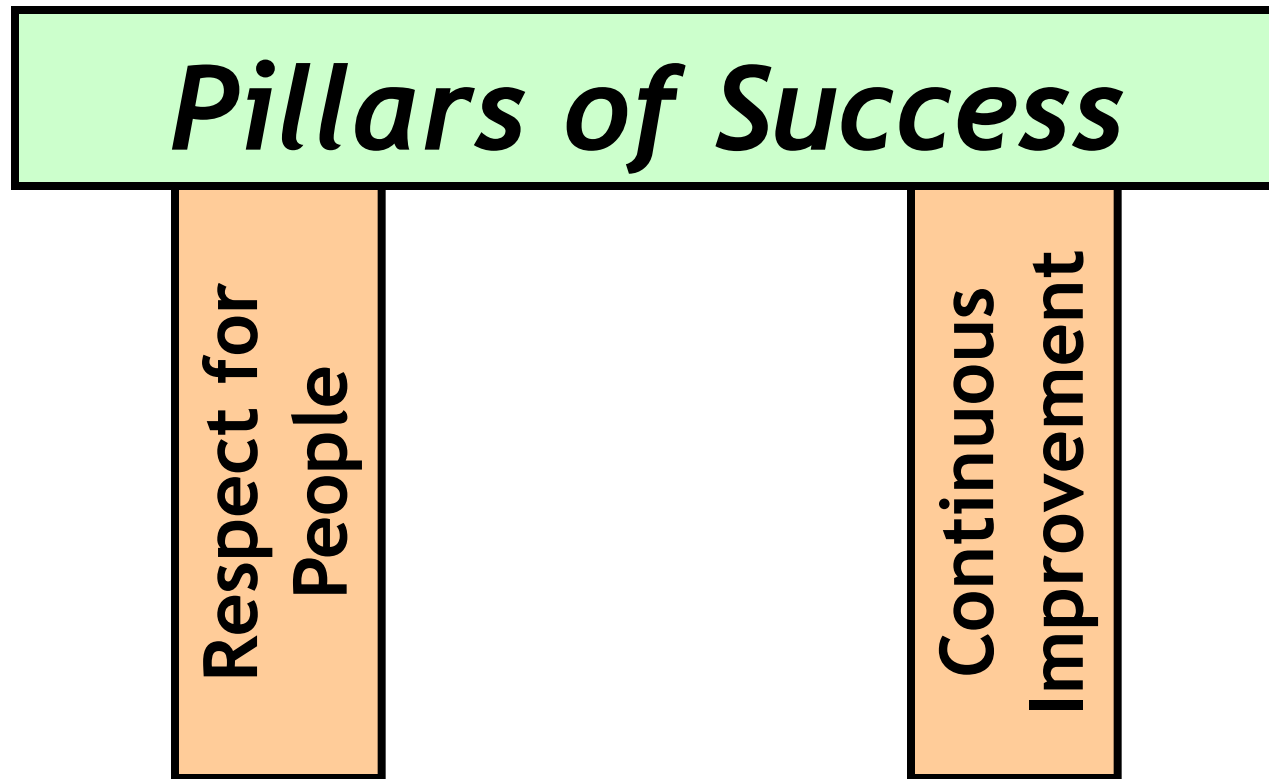 Pillars of Success
Respect for
People
Continuous
Improvement